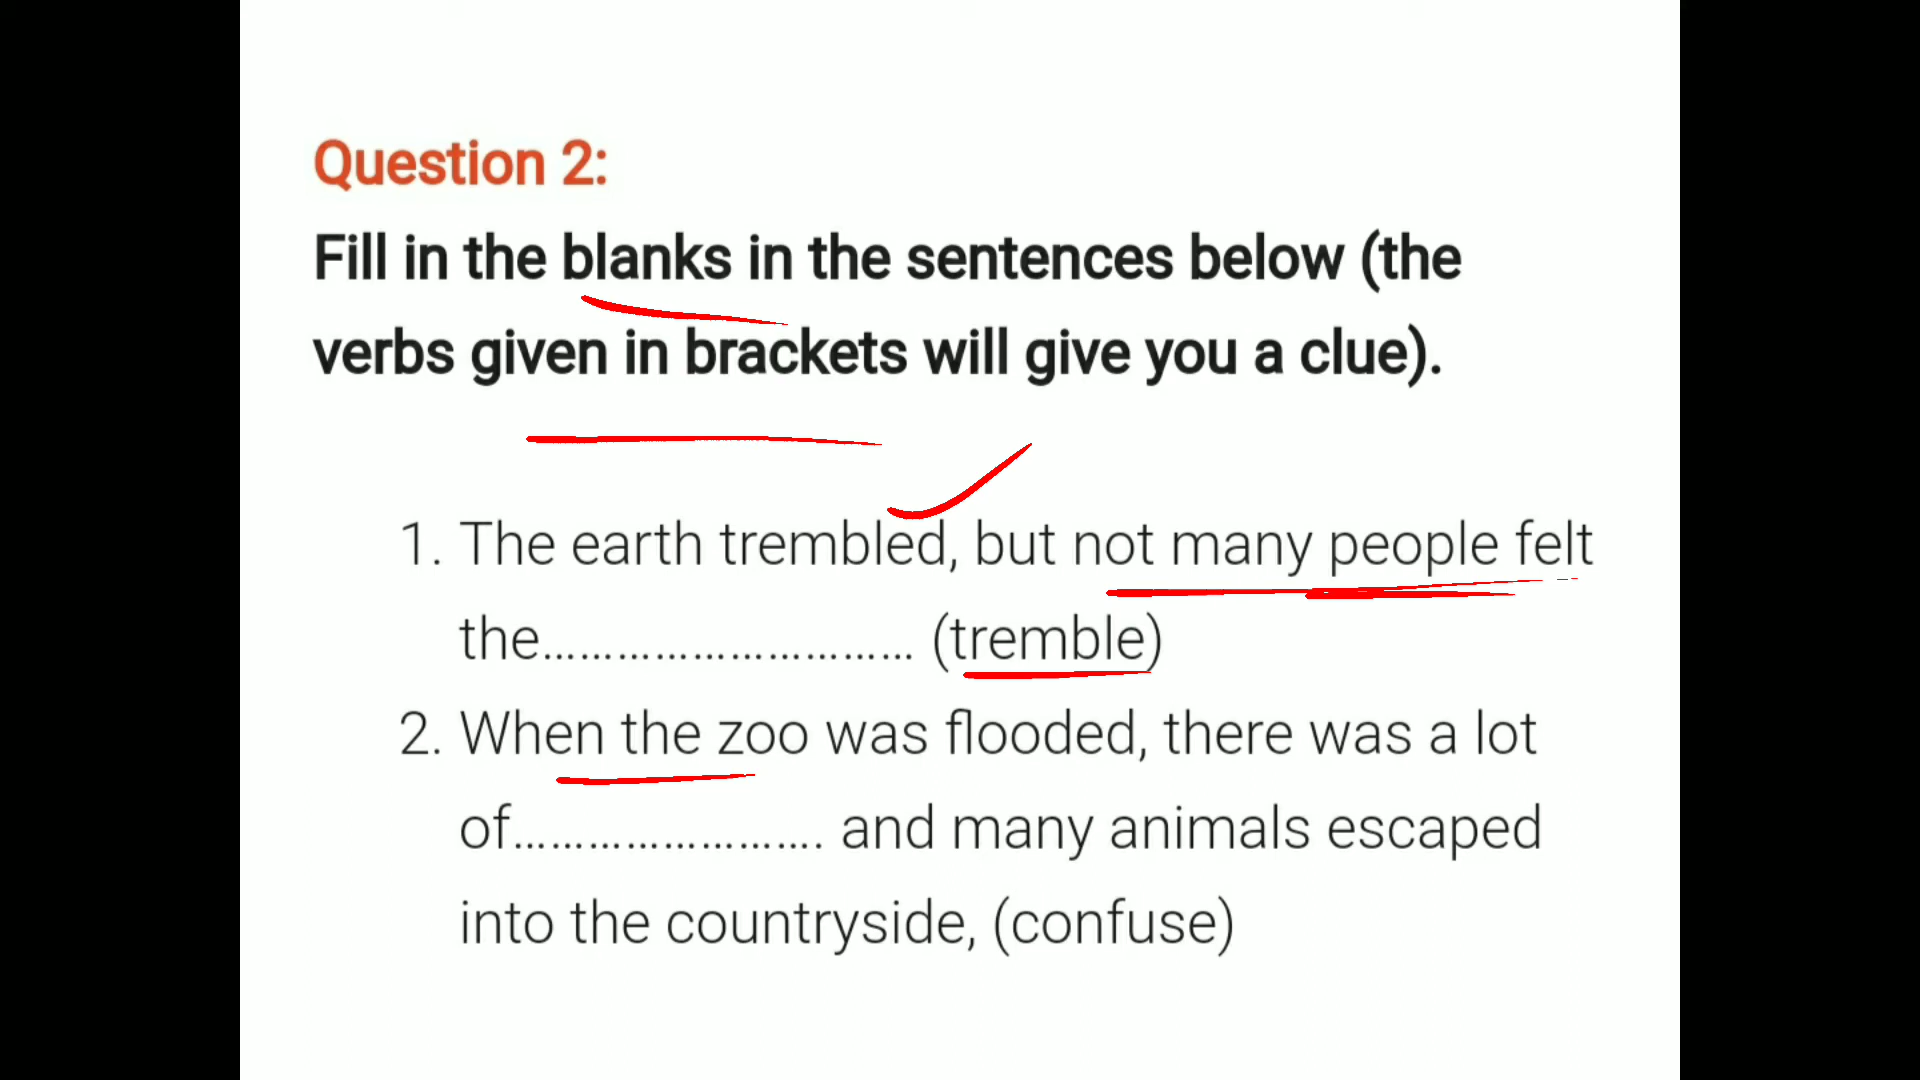 Question 2:
Fill in the blanks in the sentences below (the
verbs given in brackets will give you a clue).
1. The earth trembled, but not many people felt
the.............................. (tremble)
2. When the zoo was flooded, there was a lot
of......................... and many animals escaped
into the countryside, (confuse)